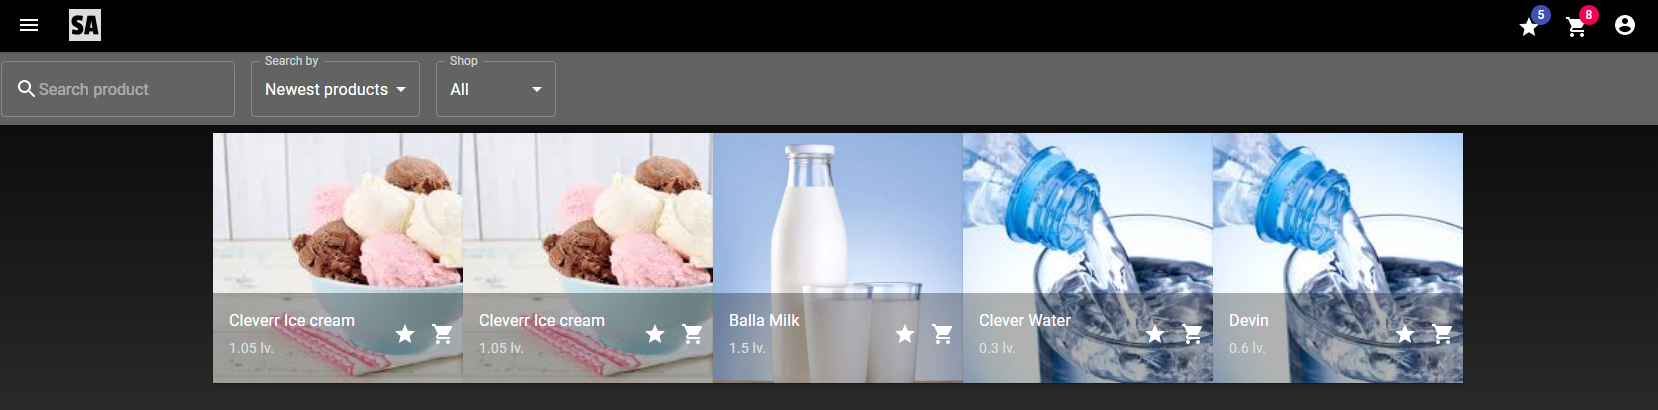 SA
5
8
Search by
Shop
Search product
Newest products
All
Cleverr Ice cream
1.05 lv.
Cleverr Ice cream
1.05 lv.
Balla Milk
1.5 lv.
Clever Water
0.3 lv.
Devin
0.6 lv.